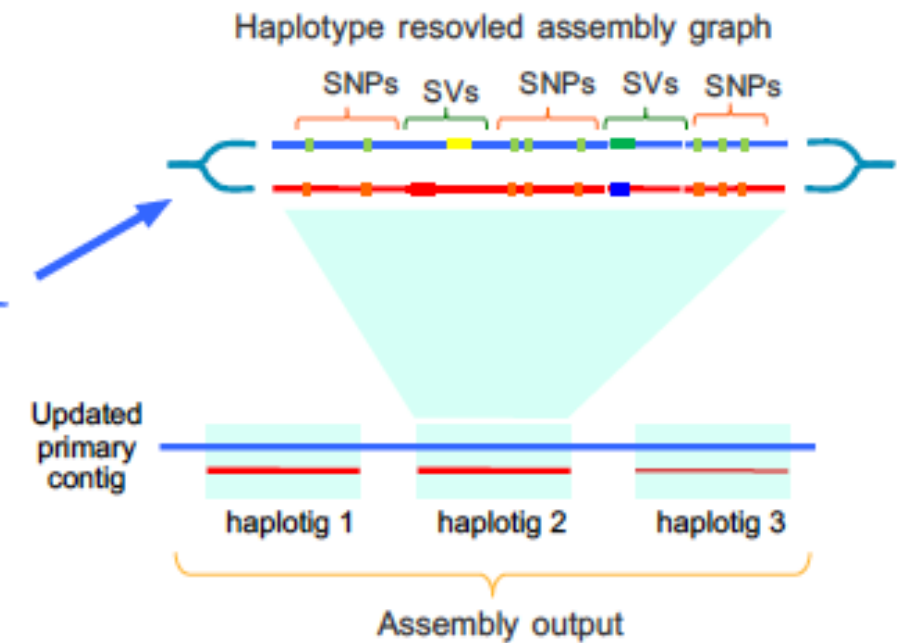 Haplotype resovled assembly graph
SNPs SVs SNPs SVs SNPs
Updated
primary
contig
haplotig 1 haplotig 2 haplotig 3
Assembly output